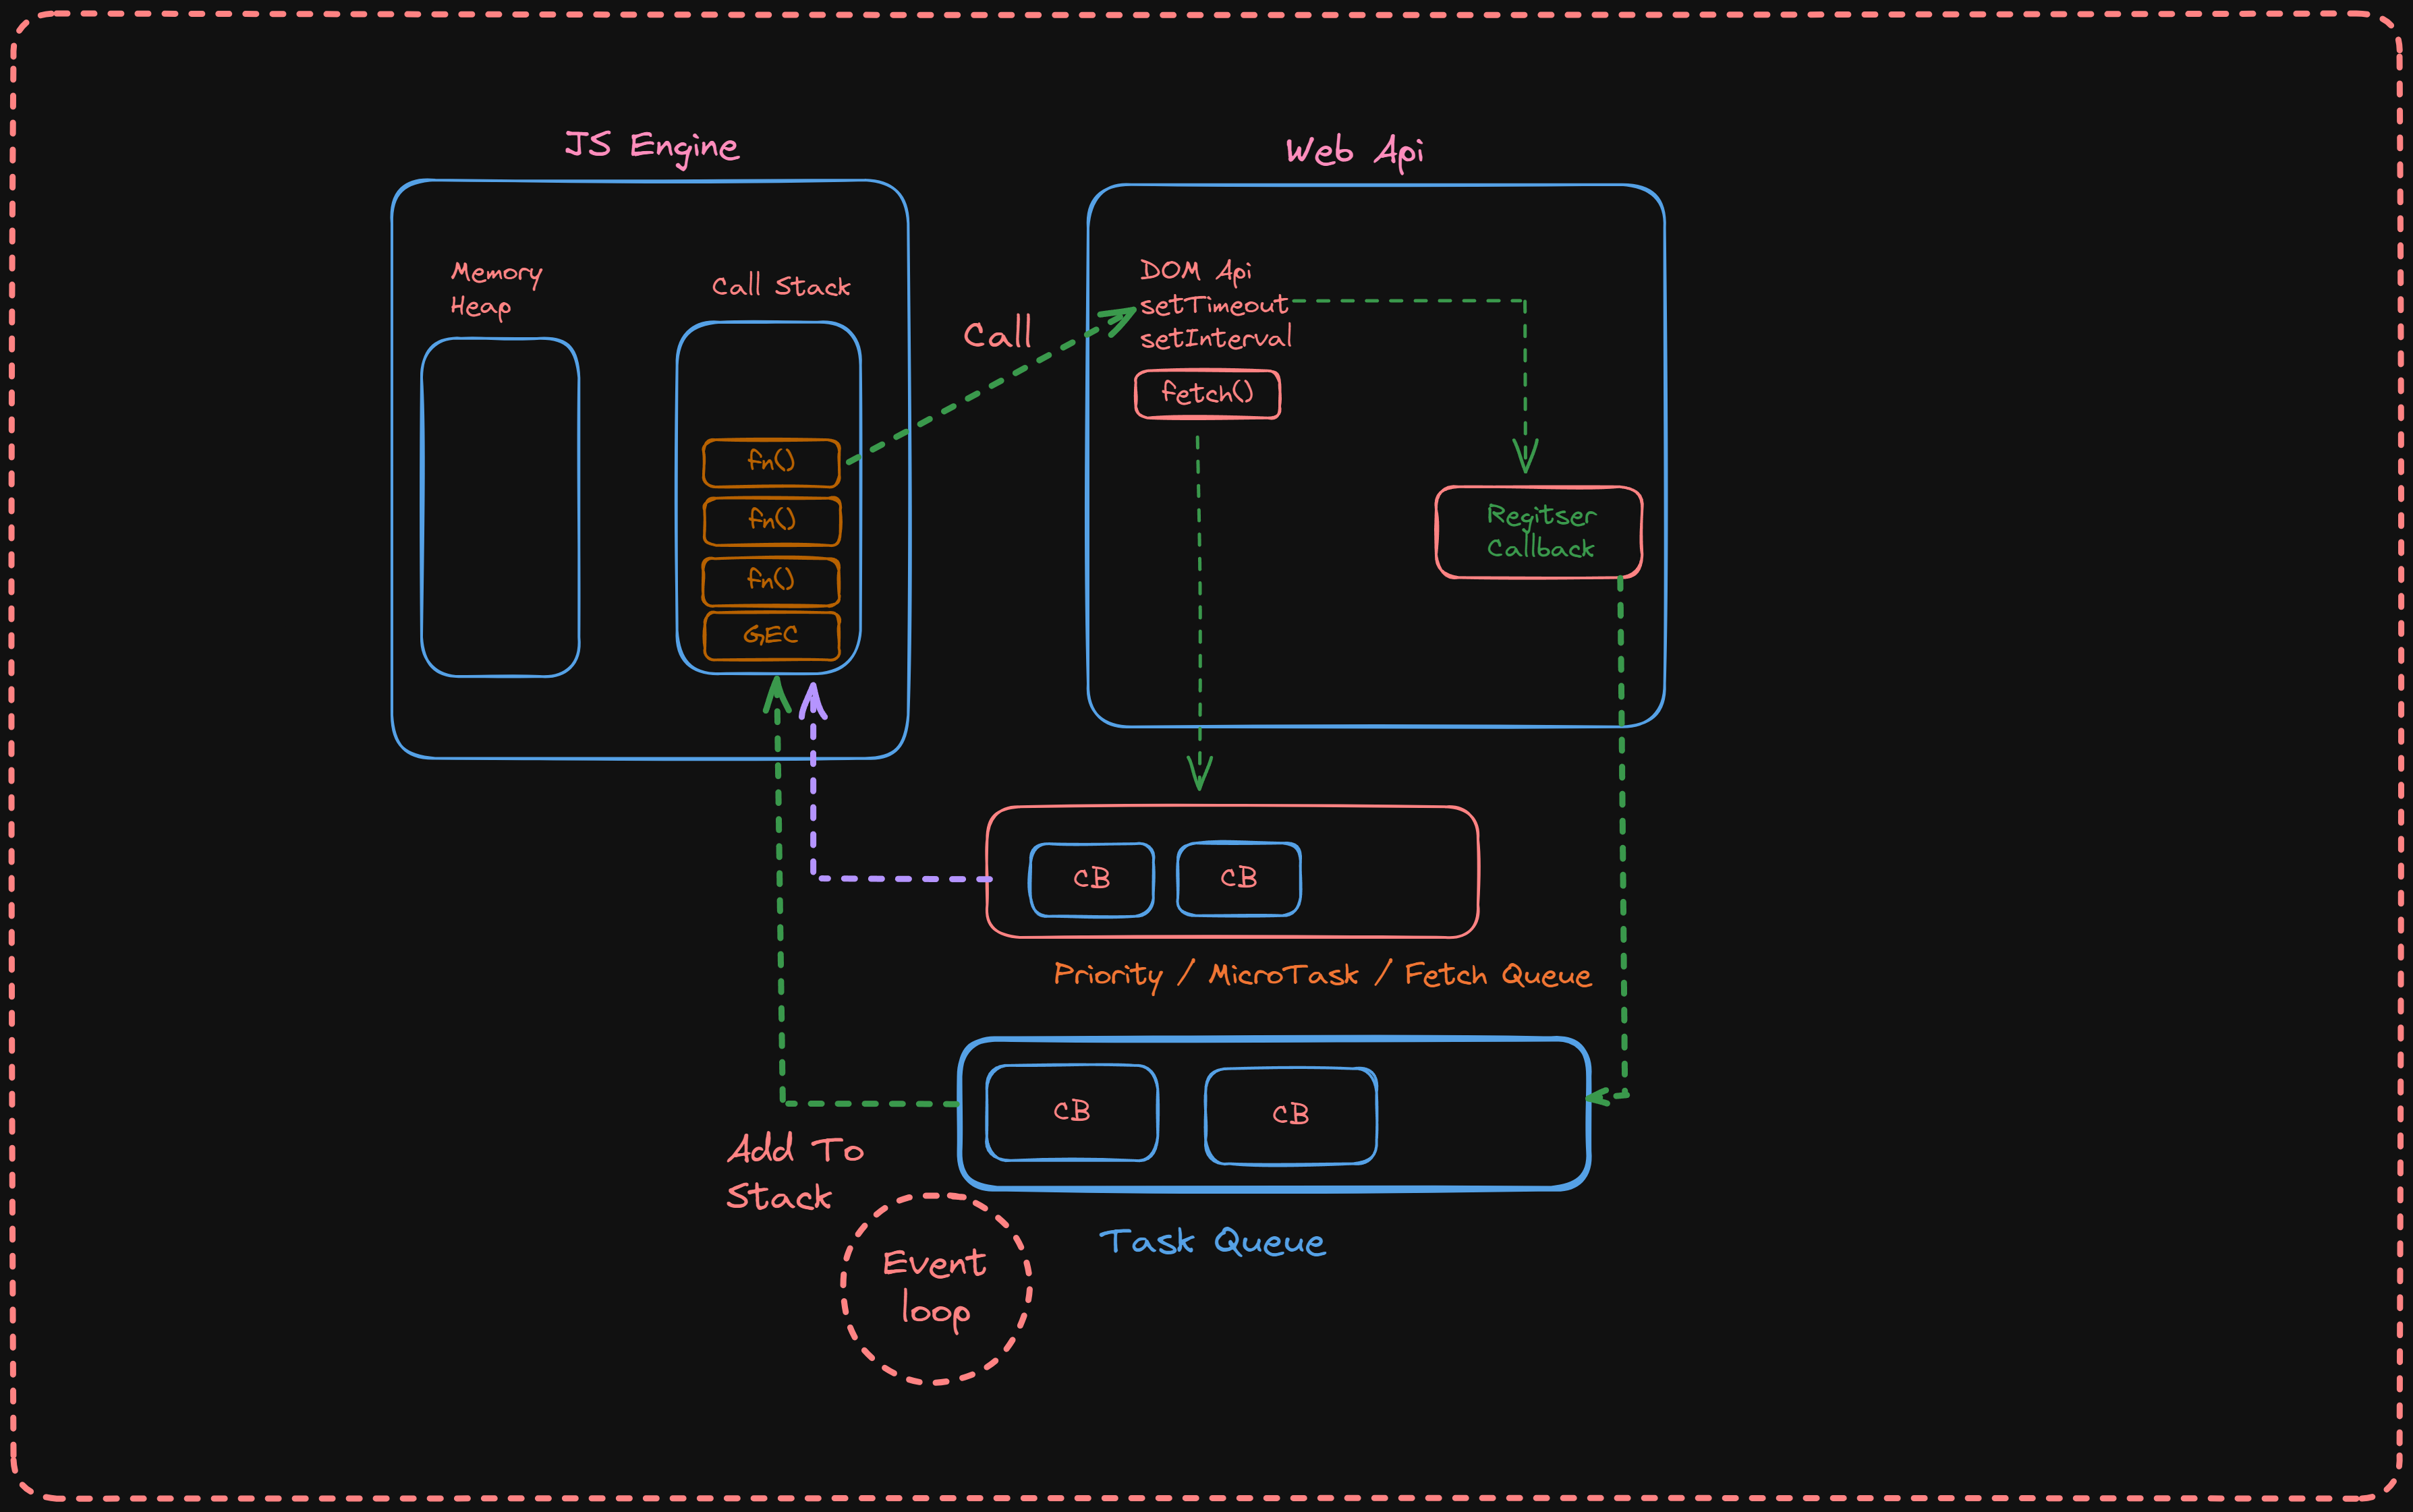 JS Engine
Web Api
Memory
Heap
Call Stack
DOM Api
setTimeout
setInterval
fetch()
Call
fn()
fn()
fn()
GEC
Regitser
Callback
CB
CB
Priority / MicroTask / Fetch Queue
CB
CB
Add To
Stack
Task Queue
Event
loop